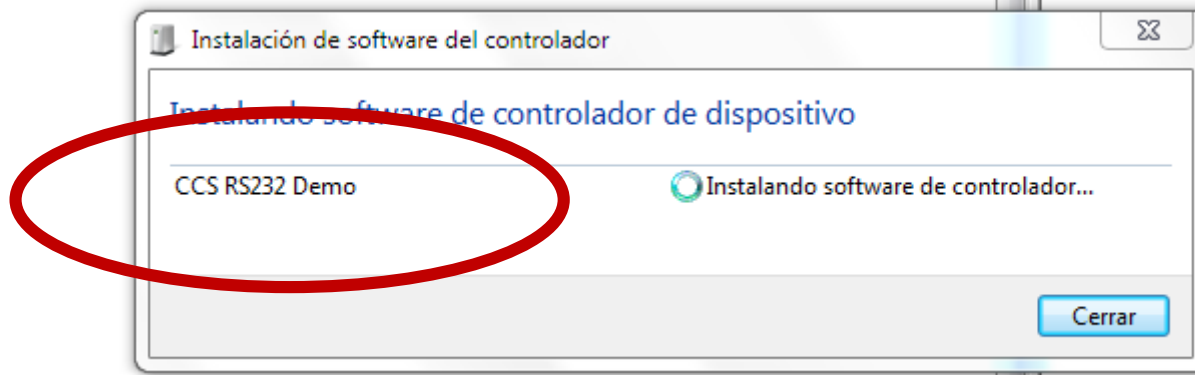 Instalación de software del controlador
Instalando software de controlador de dispositivo
CCS RS232 Demo
Instalando software de controlador...
Cerrar